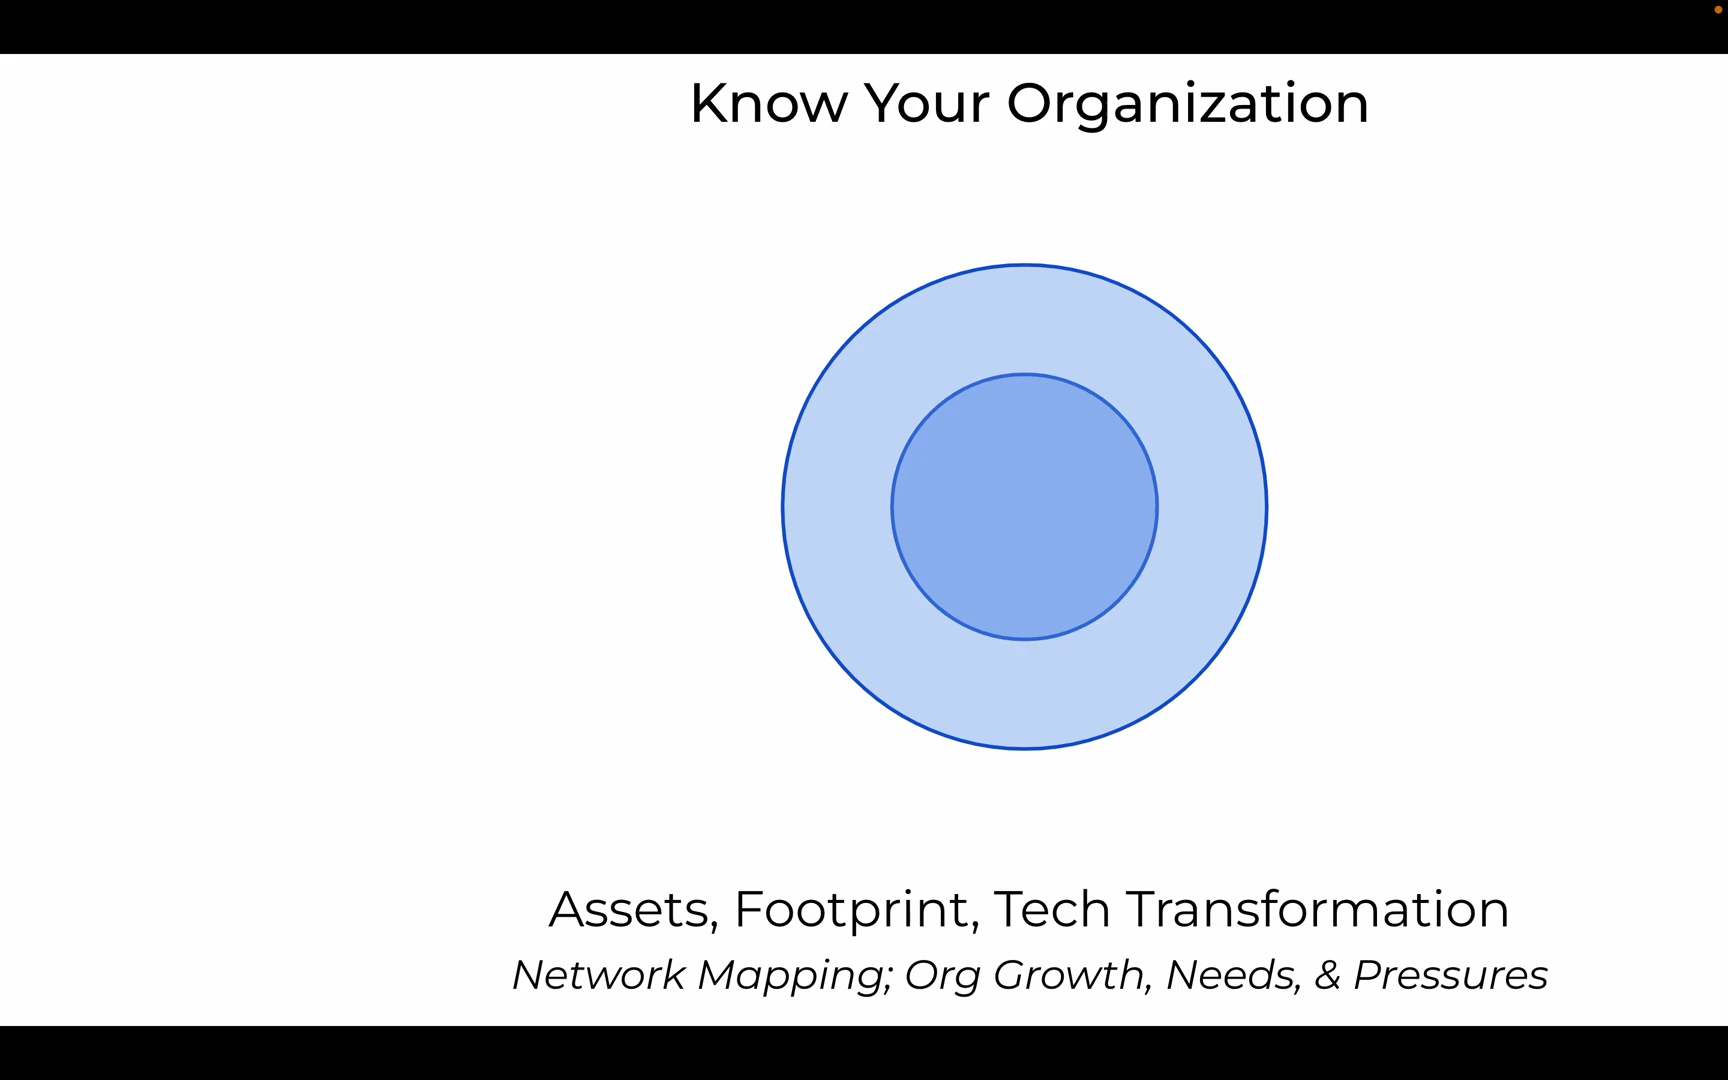 Know Your Organization
Assets, Footprint, Tech Transformation
Network Mapping; Org Growth, Needs, & Pressures